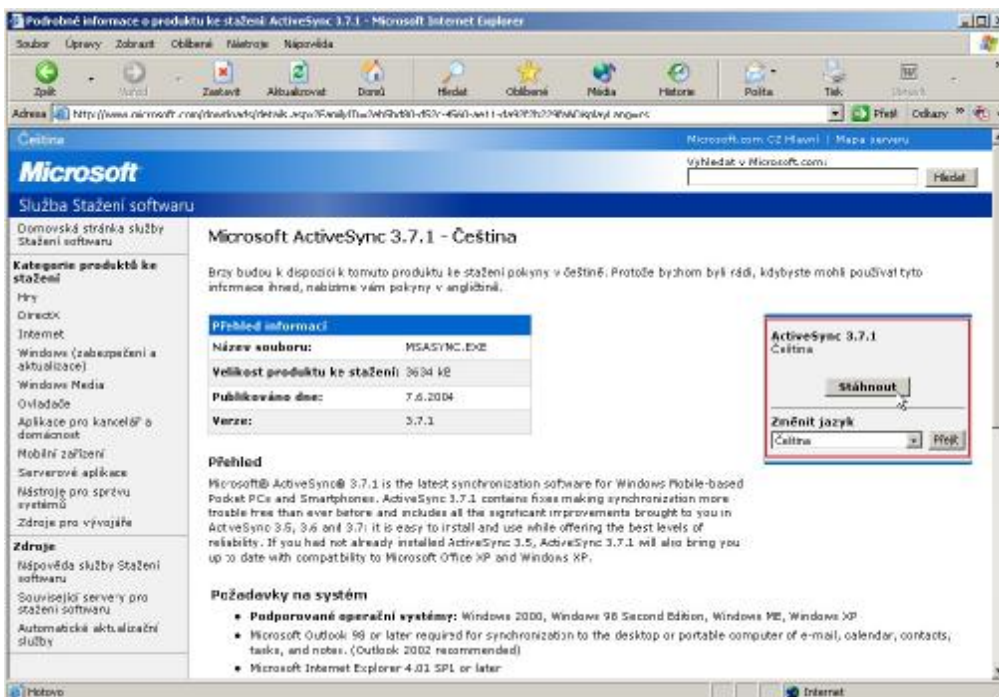 Podrobné informace o produktu ke stažení: ActiveSync 3.7.1 - Microsoft Internet Explorer
Soubor Úpravy Zobrazit Oblíbené Nástroje Nápověda
Zpět Vpřed Zastavit Aktualizovat Domů Hledat Oblíbené Média Historie Pošta Tisk
Adresa Přejít Odkazy »
Čeština Microsoft.com CZ Hlavní | Mapa serveru
Microsoft
Vyhledat v Microsoft.com:
Hledat
Služba Stažení softwaru
Domovská stránka služby
Stažení softwaru
Kategorie produktů ke
stažení
Hry
DirectX
Internet
Windows (zabezpečení a
aktualizace)
Windows Media
Ovladače
Aplikace pro kancelář a
domácnost
Mobilní zařízení
Serverové aplikace
Nástroje pro správu
systémů
Zdroje pro vývojáře
Zdroje
Nápověda služby Stažení
softwaru
Související servery pro
stažení softwaru
Automatické aktualizační
služby
Microsoft ActiveSync 3.7.1 - Čeština
Brzy budou k dispozici k tomuto produktu ke stažení pokyny v češtině. Protože bychom byli rádi, kdybyste mohli používat tyto
informace ihned, nabízíme vám pokyny v angličtině.
Přehled informací
Název souboru: MSASYNC.EXE
Velikost produktu ke stažení: 3634 kB
Publikováno dne: 7.6.2004
Verze: 3.7.1
ActiveSync 3.7.1
Čeština
Stáhnout
Změnit jazyk
Čeština Přejít
Přehled
Microsoft® ActiveSync® 3.7.1 is the latest synchronization software for Windows Mobile-based
Pocket PCs and Smartphones. ActiveSync 3.7.1 contains fixes making synchronization more
trouble free than ever before and includes all the significant improvements brought to you in
ActiveSync 3.5, 3.6 and 3.7: it is easy to install and use while offering the best levels of
reliability. If you had not already installed ActiveSync 3.5, ActiveSync 3.7.1 will also bring you
up to date with compatibility to Microsoft Office XP and Windows XP.
Požadavky na systém
• Podporované operační systémy: Windows 2000, Windows 98 Second Edition, Windows ME, Windows XP
• Microsoft Outlook 98 or later required for synchronization to the desktop or portable computer of e-mail, calendar, contacts,
tasks, and notes. (Outlook 2002 recommended)
• Microsoft Internet Explorer 4.01 SP1 or later
Hotovo Internet